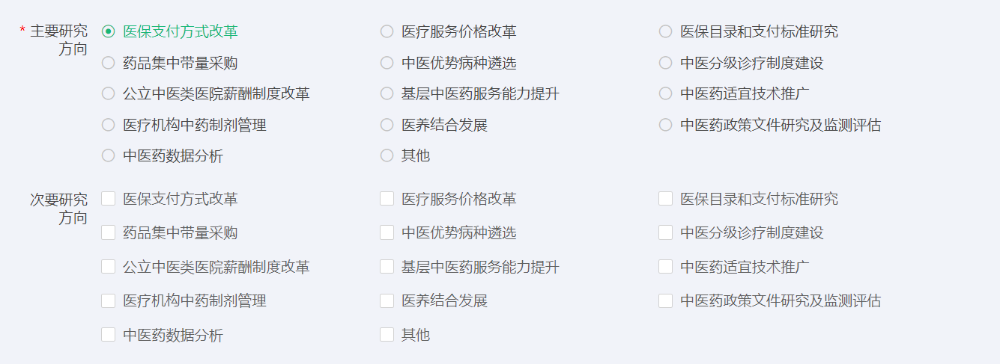 * 主要研究方向
医保支付方式改革 医疗服务价格改革 医保目录和支付标准研究
药品集中带量采购 中医优势病种遴选 中医分级诊疗制度建设
公立中医类医院薪酬制度改革 基层中医药服务能力提升 中医药适宜技术推广
医疗机构中药制剂管理 医养结合发展 中医药政策文件研究及监测评估
中医药数据分析 其他
次要研究方向
医保支付方式改革 医疗服务价格改革 医保目录和支付标准研究
药品集中带量采购 中医优势病种遴选 中医分级诊疗制度建设
公立中医类医院薪酬制度改革 基层中医药服务能力提升 中医药适宜技术推广
医疗机构中药制剂管理 医养结合发展 中医药政策文件研究及监测评估
中医药数据分析 其他